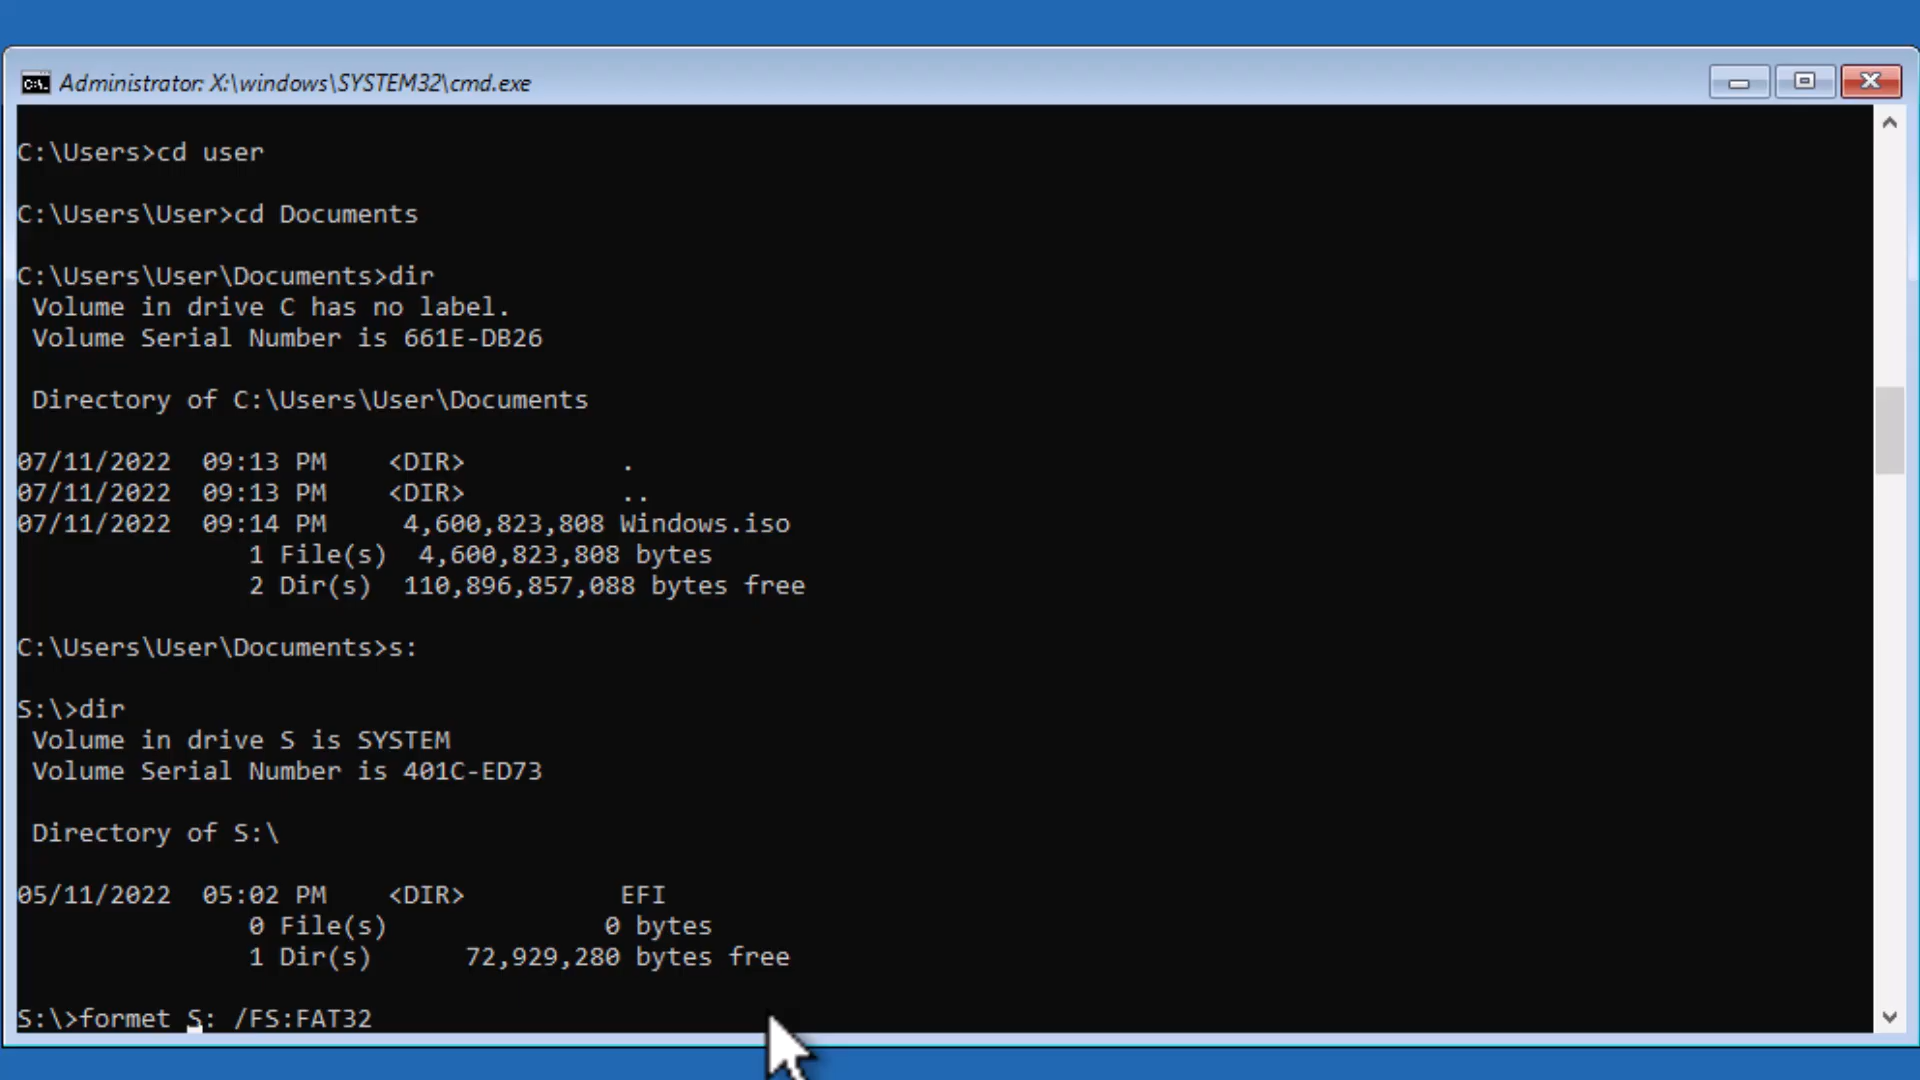 Administrator: X:\windows\SYSTEM32\cmd.exe
C:\Users>cd user
C:\Users\User>cd Documents
C:\Users\User\Documents>dir
Volume in drive C has no label.
Volume Serial Number is 661E-DB26
Directory of C:\Users\User\Documents
07/11/2022 09:13 PM <DIR> .
07/11/2022 09:13 PM <DIR> ..
07/11/2022 09:14 PM 4,600,823,808 Windows.iso
1 File(s) 4,600,823,808 bytes
2 Dir(s) 110,896,857,088 bytes free
C:\Users\User\Documents>s:
S:\>dir
Volume in drive S is SYSTEM
Volume Serial Number is 401C-ED73
Directory of S:\
05/11/2022 05:02 PM <DIR> EFI
0 File(s) 0 bytes
1 Dir(s) 72,929,280 bytes free
S:\>formet S: /FS:FAT32